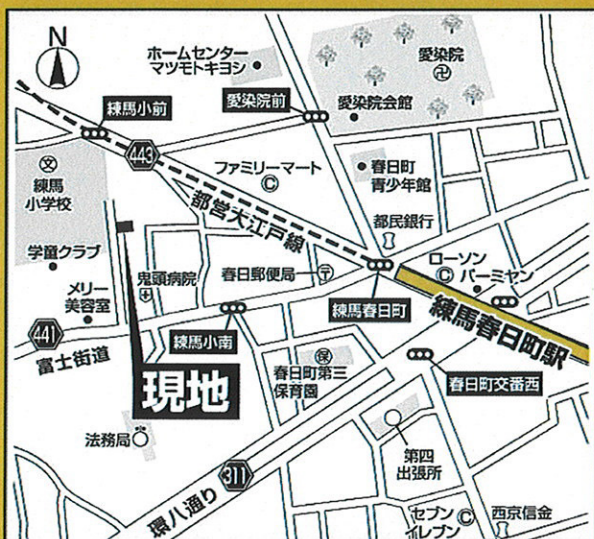 N
ホームセンター
マツモトキヨシ
愛染院
練馬小前
愛染院前
愛染院会館
443
ファミリーマート
春日町
青少年館
練馬
小学校
都営大江戸線
都民銀行
学童クラブ
鬼頭病院
春日郵便局
ローソン
バーミヤン
メリー
美容室
練馬春日町
練馬春日町駅
441
富士街道
練馬小南
現地
春日町第三
保育園
春日町交番西
法務局
第四
出張所
311
環八通り
セブン
イレブン
西京信金